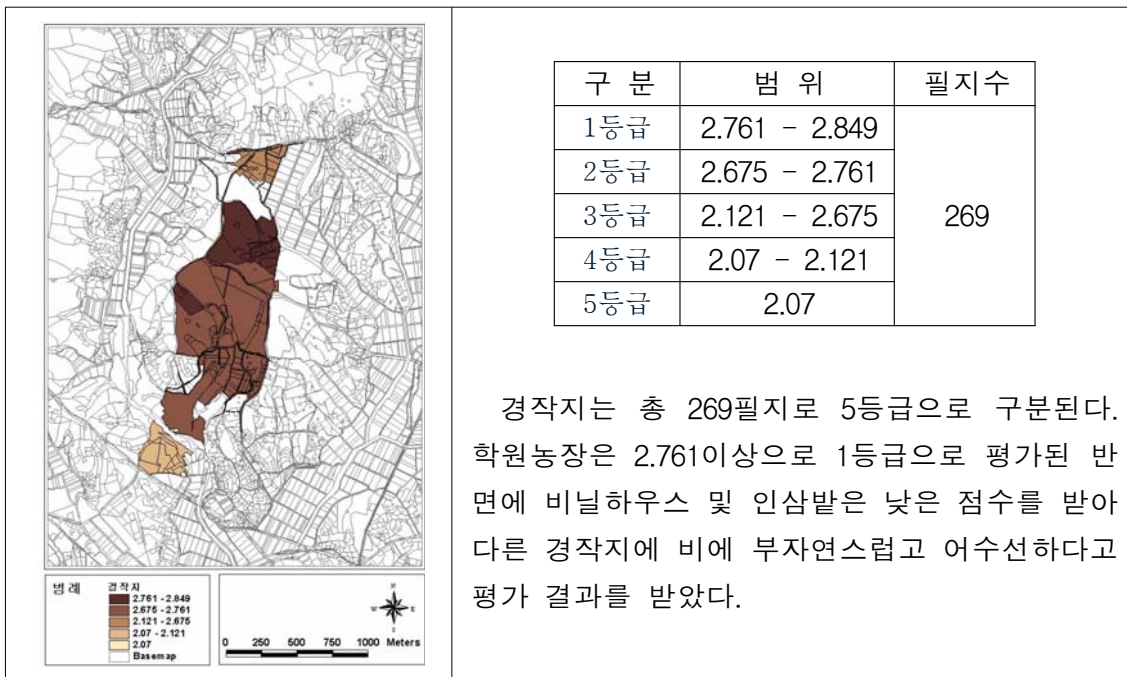 구 분 범 위 필지수
1등급 2.761 - 2.849
2등급 2.675 - 2.761
3등급 2.121 - 2.675 269
4등급 2.07 - 2.121
5등급 2.07
경작지는 총 269필지로 5등급으로 구분된다.
학원농장은 2.761이상으로 1등급으로 평가된 반
면에 비닐하우스 및 인삼밭은 낮은 점수를 받아
다른 경작지에 비에 부자연스럽고 어수선하다고
평가 결과를 받았다.
범 례 경작지
2.761 - 2.849
2.675 - 2.761
2.121 - 2.675
2.07 - 2.121
2.07
Basemap
N
W E
S
0 250 500 750 1000 Meters